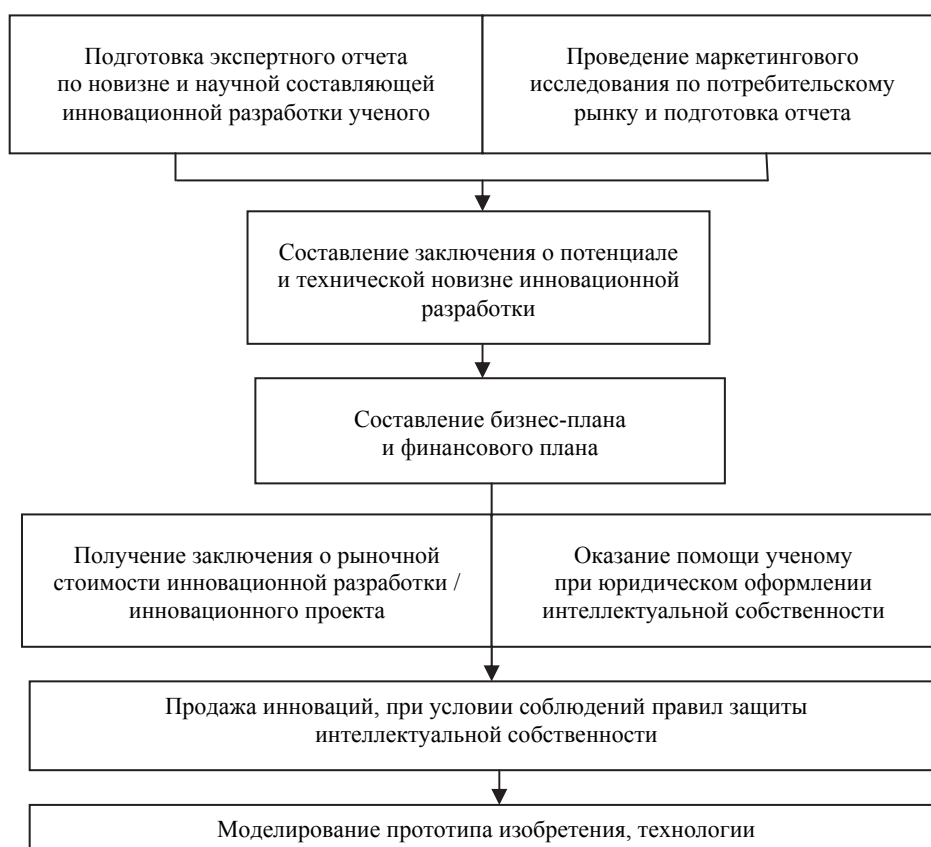 Подготовка экспертного отчета
по новизне и научной составляющей
инновационной разработки ученого
Проведение маркетингового
исследования по потребительскому
рынку и подготовка отчета
Составление заключения о потенциале
и технической новизне инновационной
разработки
Составление бизнес-плана
и финансового плана
Получение заключения о рыночной
стоимости инновационной разработки /
инновационного проекта
Оказание помощи ученому
при юридическом оформлении
интеллектуальной собственности
Продажа инноваций, при условии соблюдений правил защиты
интеллектуальной собственности
Моделирование прототипа изобретения, технологии